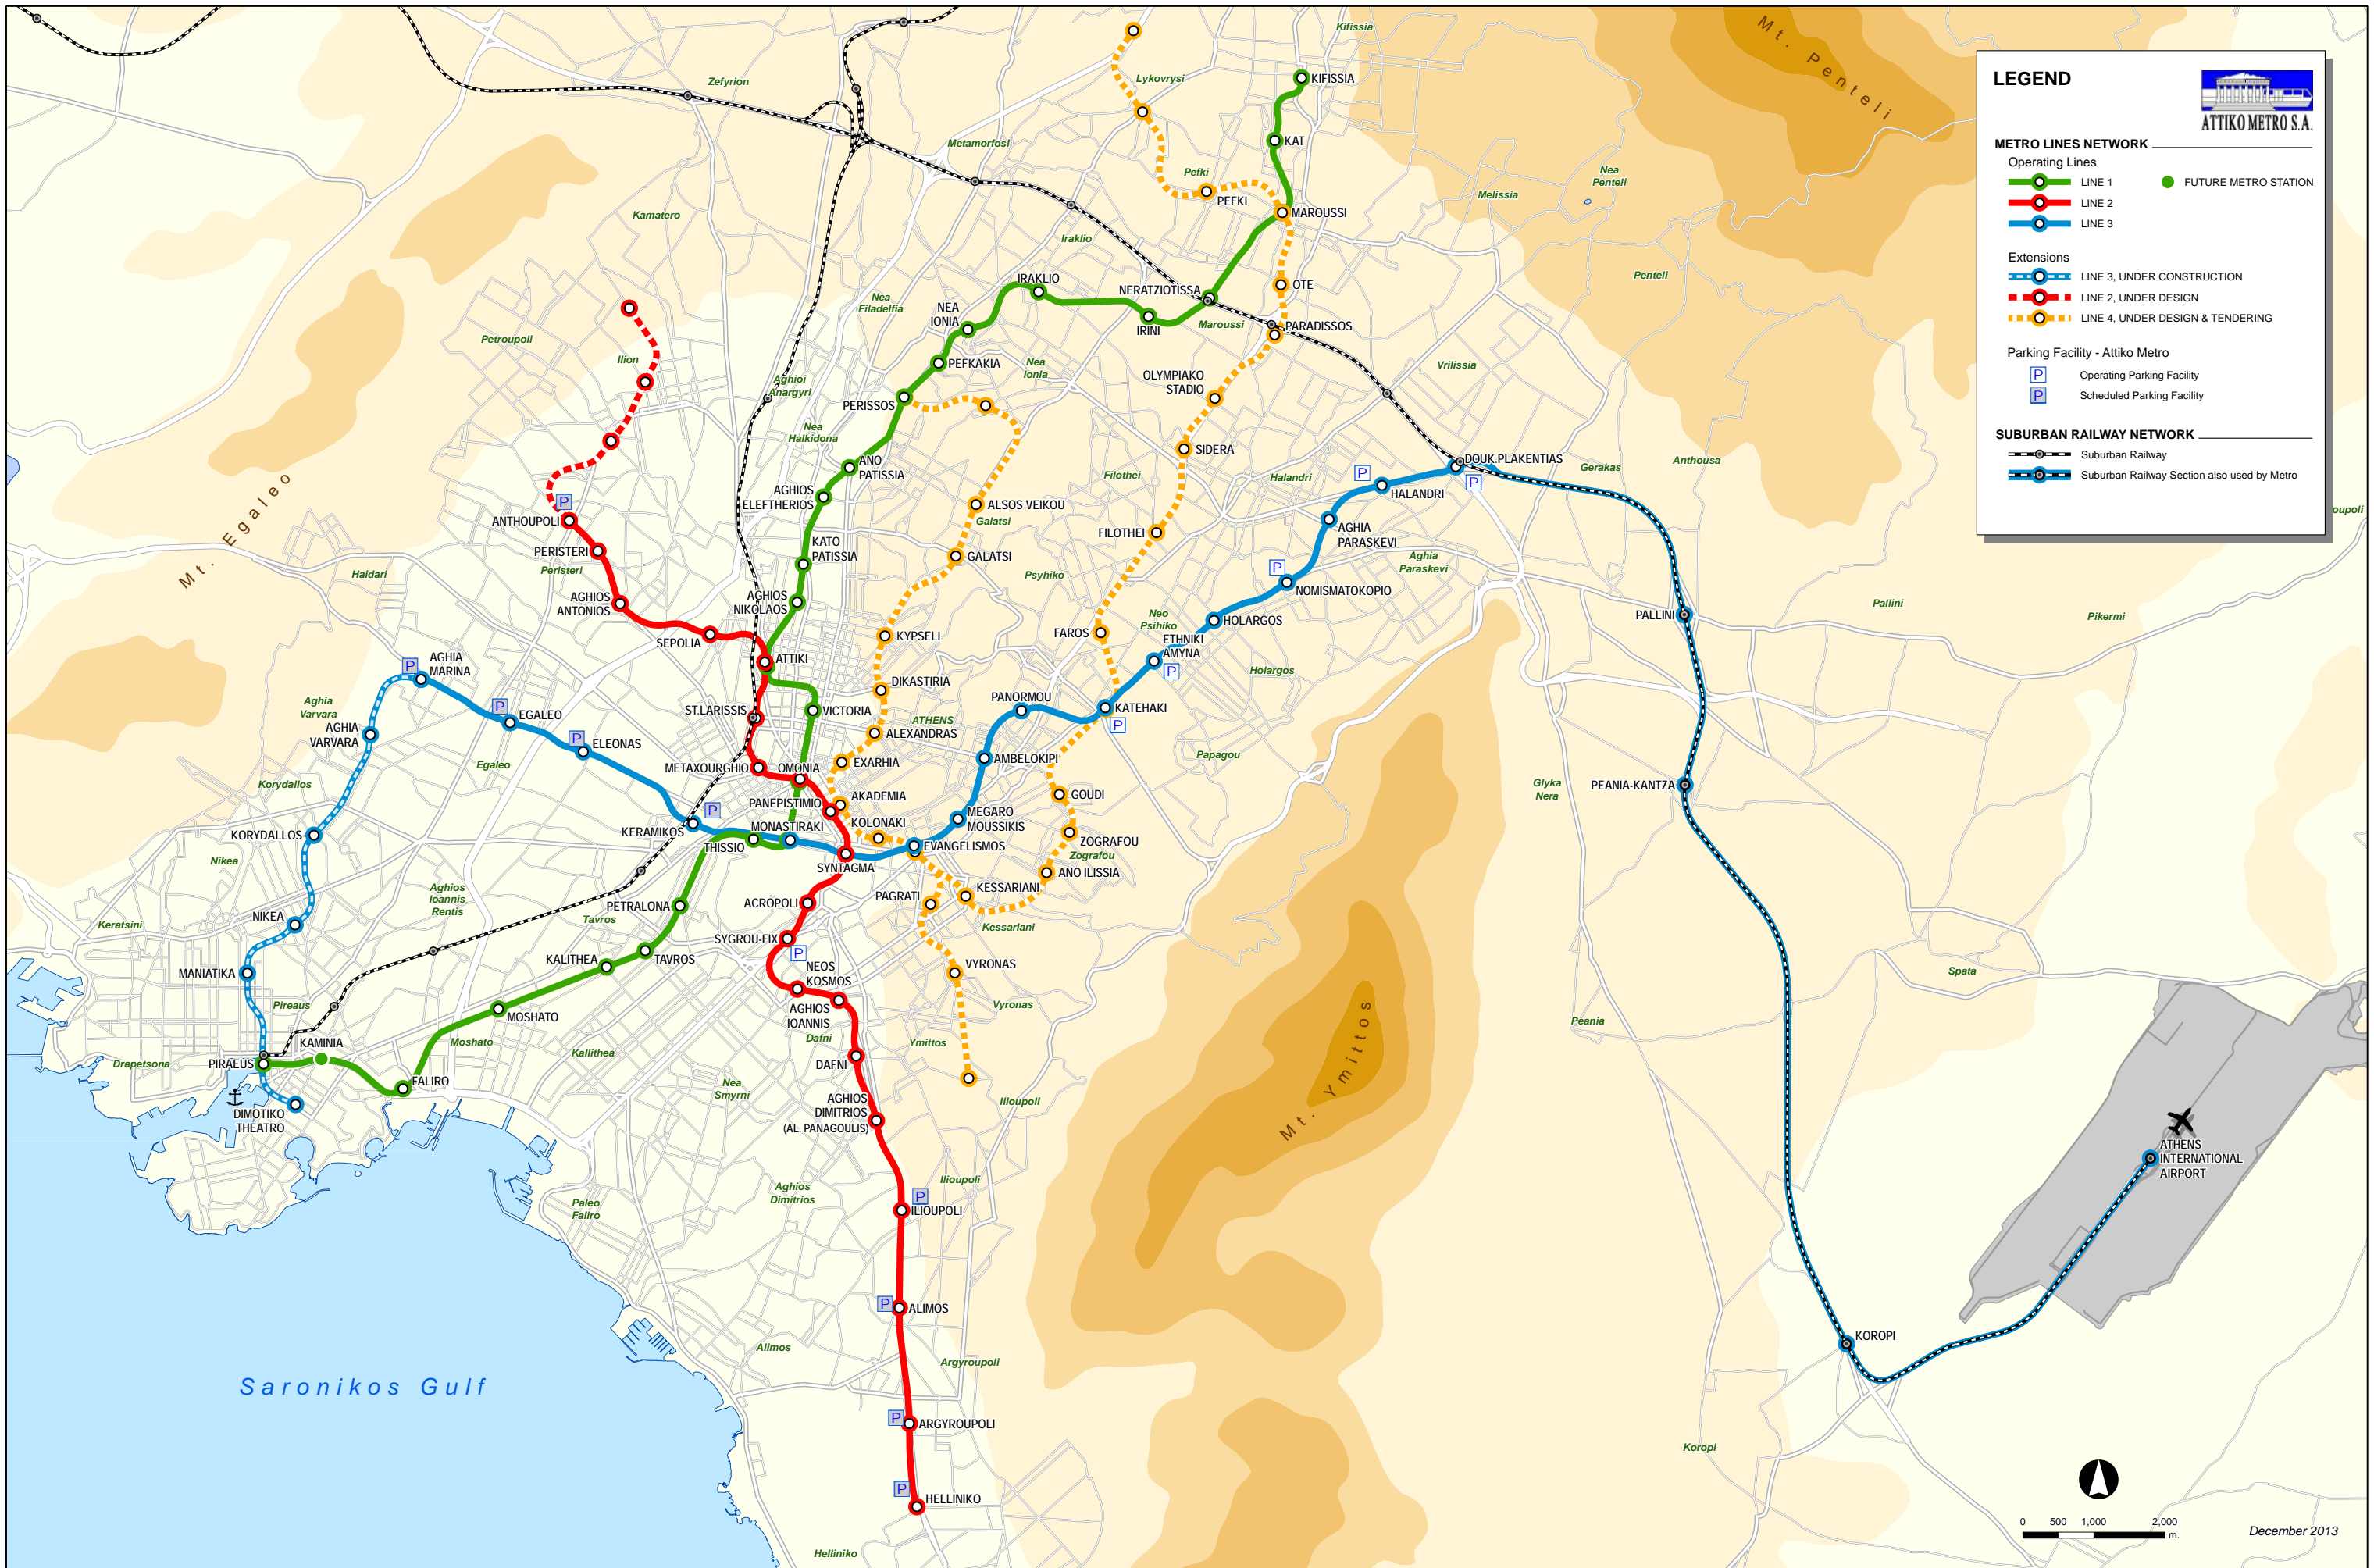 LEGEND
ATTIKO METRO S.A.
METRO LINES NETWORK
Operating Lines
LINE 1
FUTURE METRO STATION
LINE 2
LINE 3
Extensions
LINE 3, UNDER CONSTRUCTION
LINE 2, UNDER DESIGN
LINE 4, UNDER DESIGN & TENDERING
Parking Facility - Attiko Metro
P
Operating Parking Facility
P
Scheduled Parking Facility
SUBURBAN RAILWAY NETWORK
Suburban Railway
Suburban Railway Section also used by Metro
Mt. Penteli
Kifissia
Zefyrion
Lykovrysi
KIFISSIA
KAT
Metamorfosi
Pefki
PEFKI
Nea
Penteli
Melissia
Kamatero
MAROUSSI
Iraklio
Penteli
IRAKLIO
NERATZIOTISSA
OTE
Nea
Filadelfia
NEA
IONIA
IRINI
Maroussi
PARADISSOS
Petroupoli
Ilion
PEFKAKIA
Nea
Ionia
Vrilissia
Aghioi
Anargyri
OLYMPIAKO
STADIO
PERISSOS
Nea
Halkidona
SIDERA
ANO
PATISSIA
Filothei
Halandri
P
DOUK.PLAKENTIAS
P
Gerakas
Anthousa
oupoli
HALANDRI
AGHIOS
ELEFTHERIOS
ALSOS VEIKOU
Galatsi
P
ANTHOUPOLI
Mt. Egaleo
FILOTHEI
AGHIA
PARASKEVI
PERISTERI
Peristeri
KATO
PATISSIA
GALATSI
Aghia
Paraskevi
Haidari
Psyhiko
P
NOMISMATOKOPIO
AGHIOS
ANTONIOS
AGHIOS
NIKOLAOS
Pallini
PALLINI
Pikermi
Neo
Psihiko
HOLARGOS
SEPOLIA
KYPSELI
FAROS
ETHNIKI
AMYNA
P
P
AGHIA
MARINA
ATTIKI
Holargos
Aghia
Varvara
DIKASTIRIA
PANORMOU
P
EGALEO
ST.LARISSIS
VICTORIA
ATHENS
KATEHAKI
P
AGHIA
VARVARA
P
ELEONAS
ALEXANDRAS
Papagou
Egaleo
METAXOURGHIO
OMONIA
EXARHIA
AMBELOKIPI
Korydallos
PEANIA-KANTZA
Glyka
Nera
P
PANEPISTIMIO
AKADEMIA
GOUDI
KORYDALLOS
KERAMIKOS
MONASTIRAKI
KOLONAKI
MEGARO
MOUSSIKIS
THISSIO
EVANGELISMOS
ZOGRAFOU
Zografou
Nikea
SYNTAGMA
ANO ILISSIA
Aghios
Ioannis
Rentis
PAGRATI
KESSARIANI
PETRALONA
ACROPOLI
Keratsini
NIKEA
Tavros
Kessariani
SYGROU-FIX
P
KALITHEA
TAVROS
NEOS
KOSMOS
VYRONAS
MANIATIKA
Spata
Pireaus
MOSHATO
AGHIOS
IOANNIS
Vyronas
Dafni
Peania
KAMINIA
Moshato
Kallithea
Ymittos
Drapetsona
PIRAEUS
DAFNI
FALIRO
Nea
Smyrni
Mt. Ymittos
AGHIOS
DIMITRIOS
(AL. PANAGOULIS)
Ilioupoli
DIMOTIKO
THEATRO
ATHENS
INTERNATIONAL
AIRPORT
Aghios
Dimitrios
Ilioupoli
P
ILIOUPOLI
Paleo
Faliro
P
ALIMOS
KOROPI
Alimos
Argyroupoli
Saronikos Gulf
P
ARGYROUPOLI
Koropi
P
HELLINIKO
Helliniko
0 500 1,000 2,000
m.
December 2013